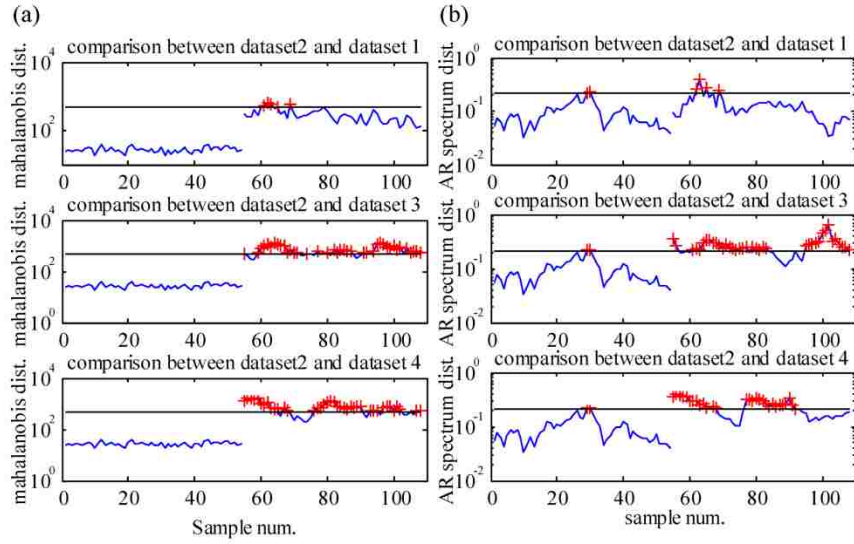 (a)
comparison between dataset2 and dataset 1
mahalanobis dist.
10^4
10^2
0 20 40 60 80 100
comparison between dataset2 and dataset 3
mahalanobis dist.
10^4
10^2
10^0
0 20 40 60 80 100
comparison between dataset2 and dataset 4
mahalanobis dist.
10^4
10^2
10^0
0 20 40 60 80 100
Sample num.
(b)
comparison between dataset2 and dataset 1
AR spectrum dist.
10^0
10^-1
10^-2
0 20 40 60 80 100
comparison between dataset2 and dataset 3
AR spectrum dist.
10^0
10^-1
10^-2
0 20 40 60 80 100
comparison between dataset2 and dataset 4
AR spectrum dist.
10^0
10^-1
10^-2
0 20 40 60 80 100
sample num.